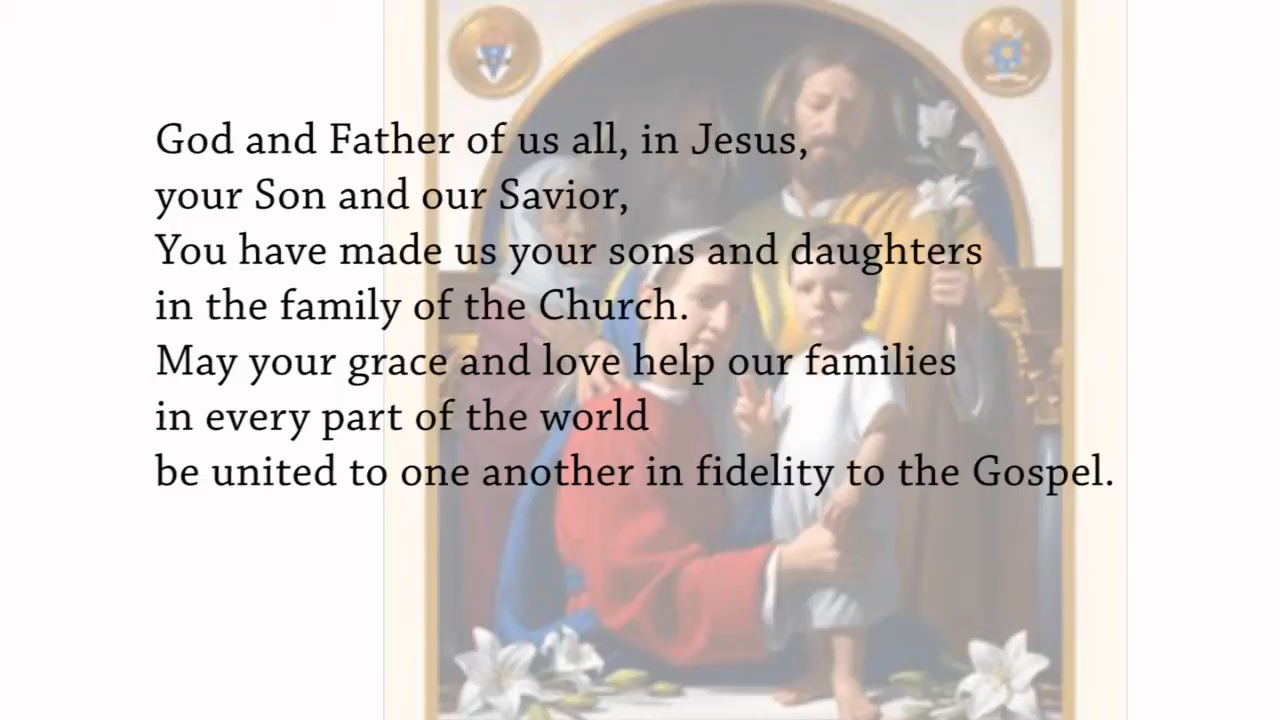 God and Father of us all, in Jesus,
your Son and our Savior,
You have made us your sons and daughters
in the family of the Church.
May your grace and love help our families
in every part of the world
be united to one another in fidelity to the Gospel.